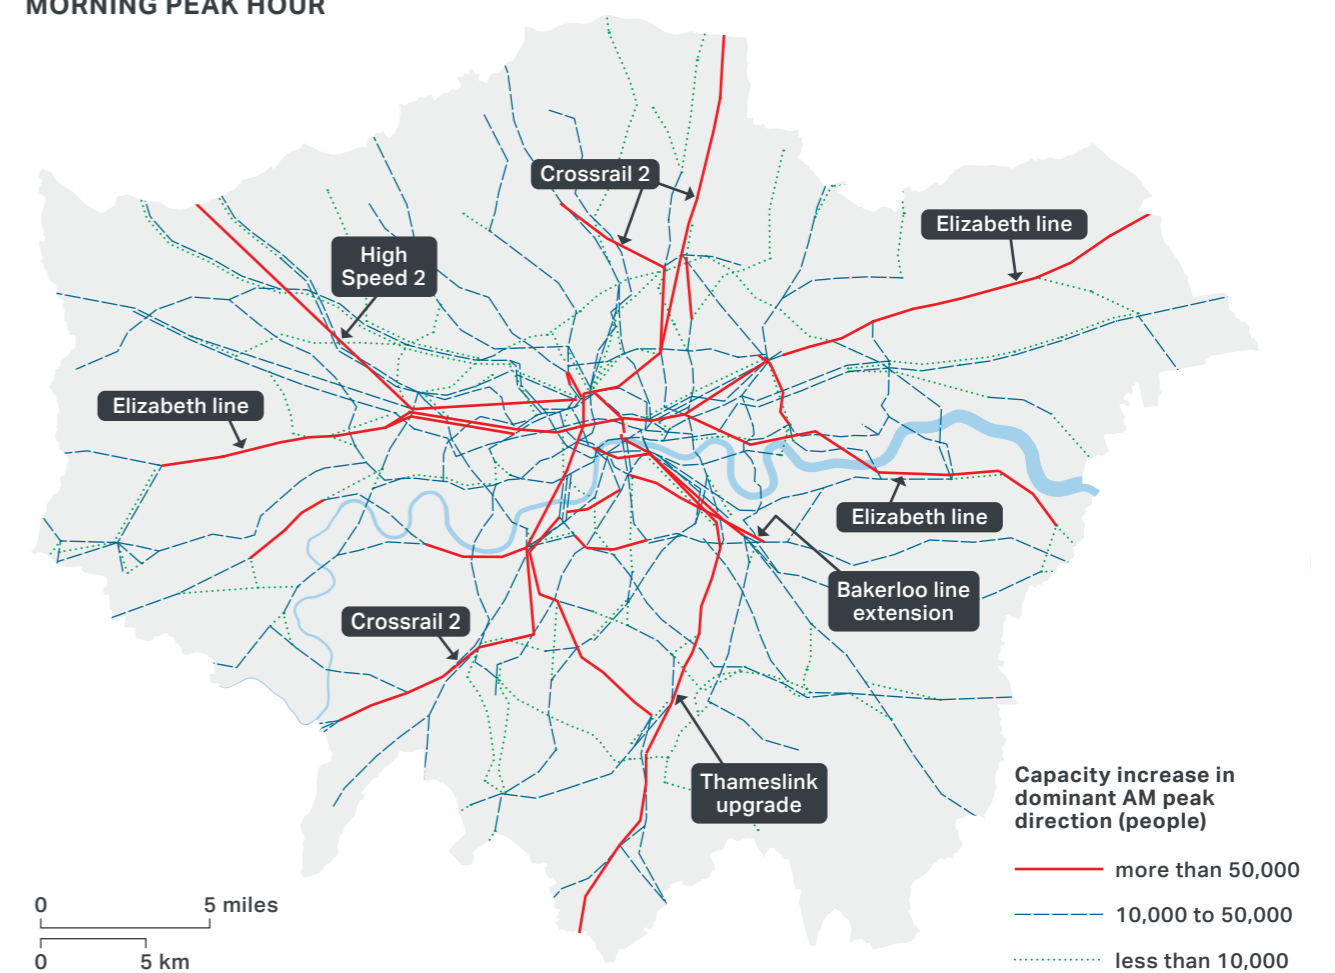 MORNING PEAK HOUR
Crossrail 2
Elizabeth line
High
Speed 2
Elizabeth line
Elizabeth line
Bakerloo line
extension
Crossrail 2
Thameslink
upgrade
Capacity increase in
dominant AM peak
direction (people)
more than 50,000
10,000 to 50,000
less than 10,000
0 5 miles
0 5 km